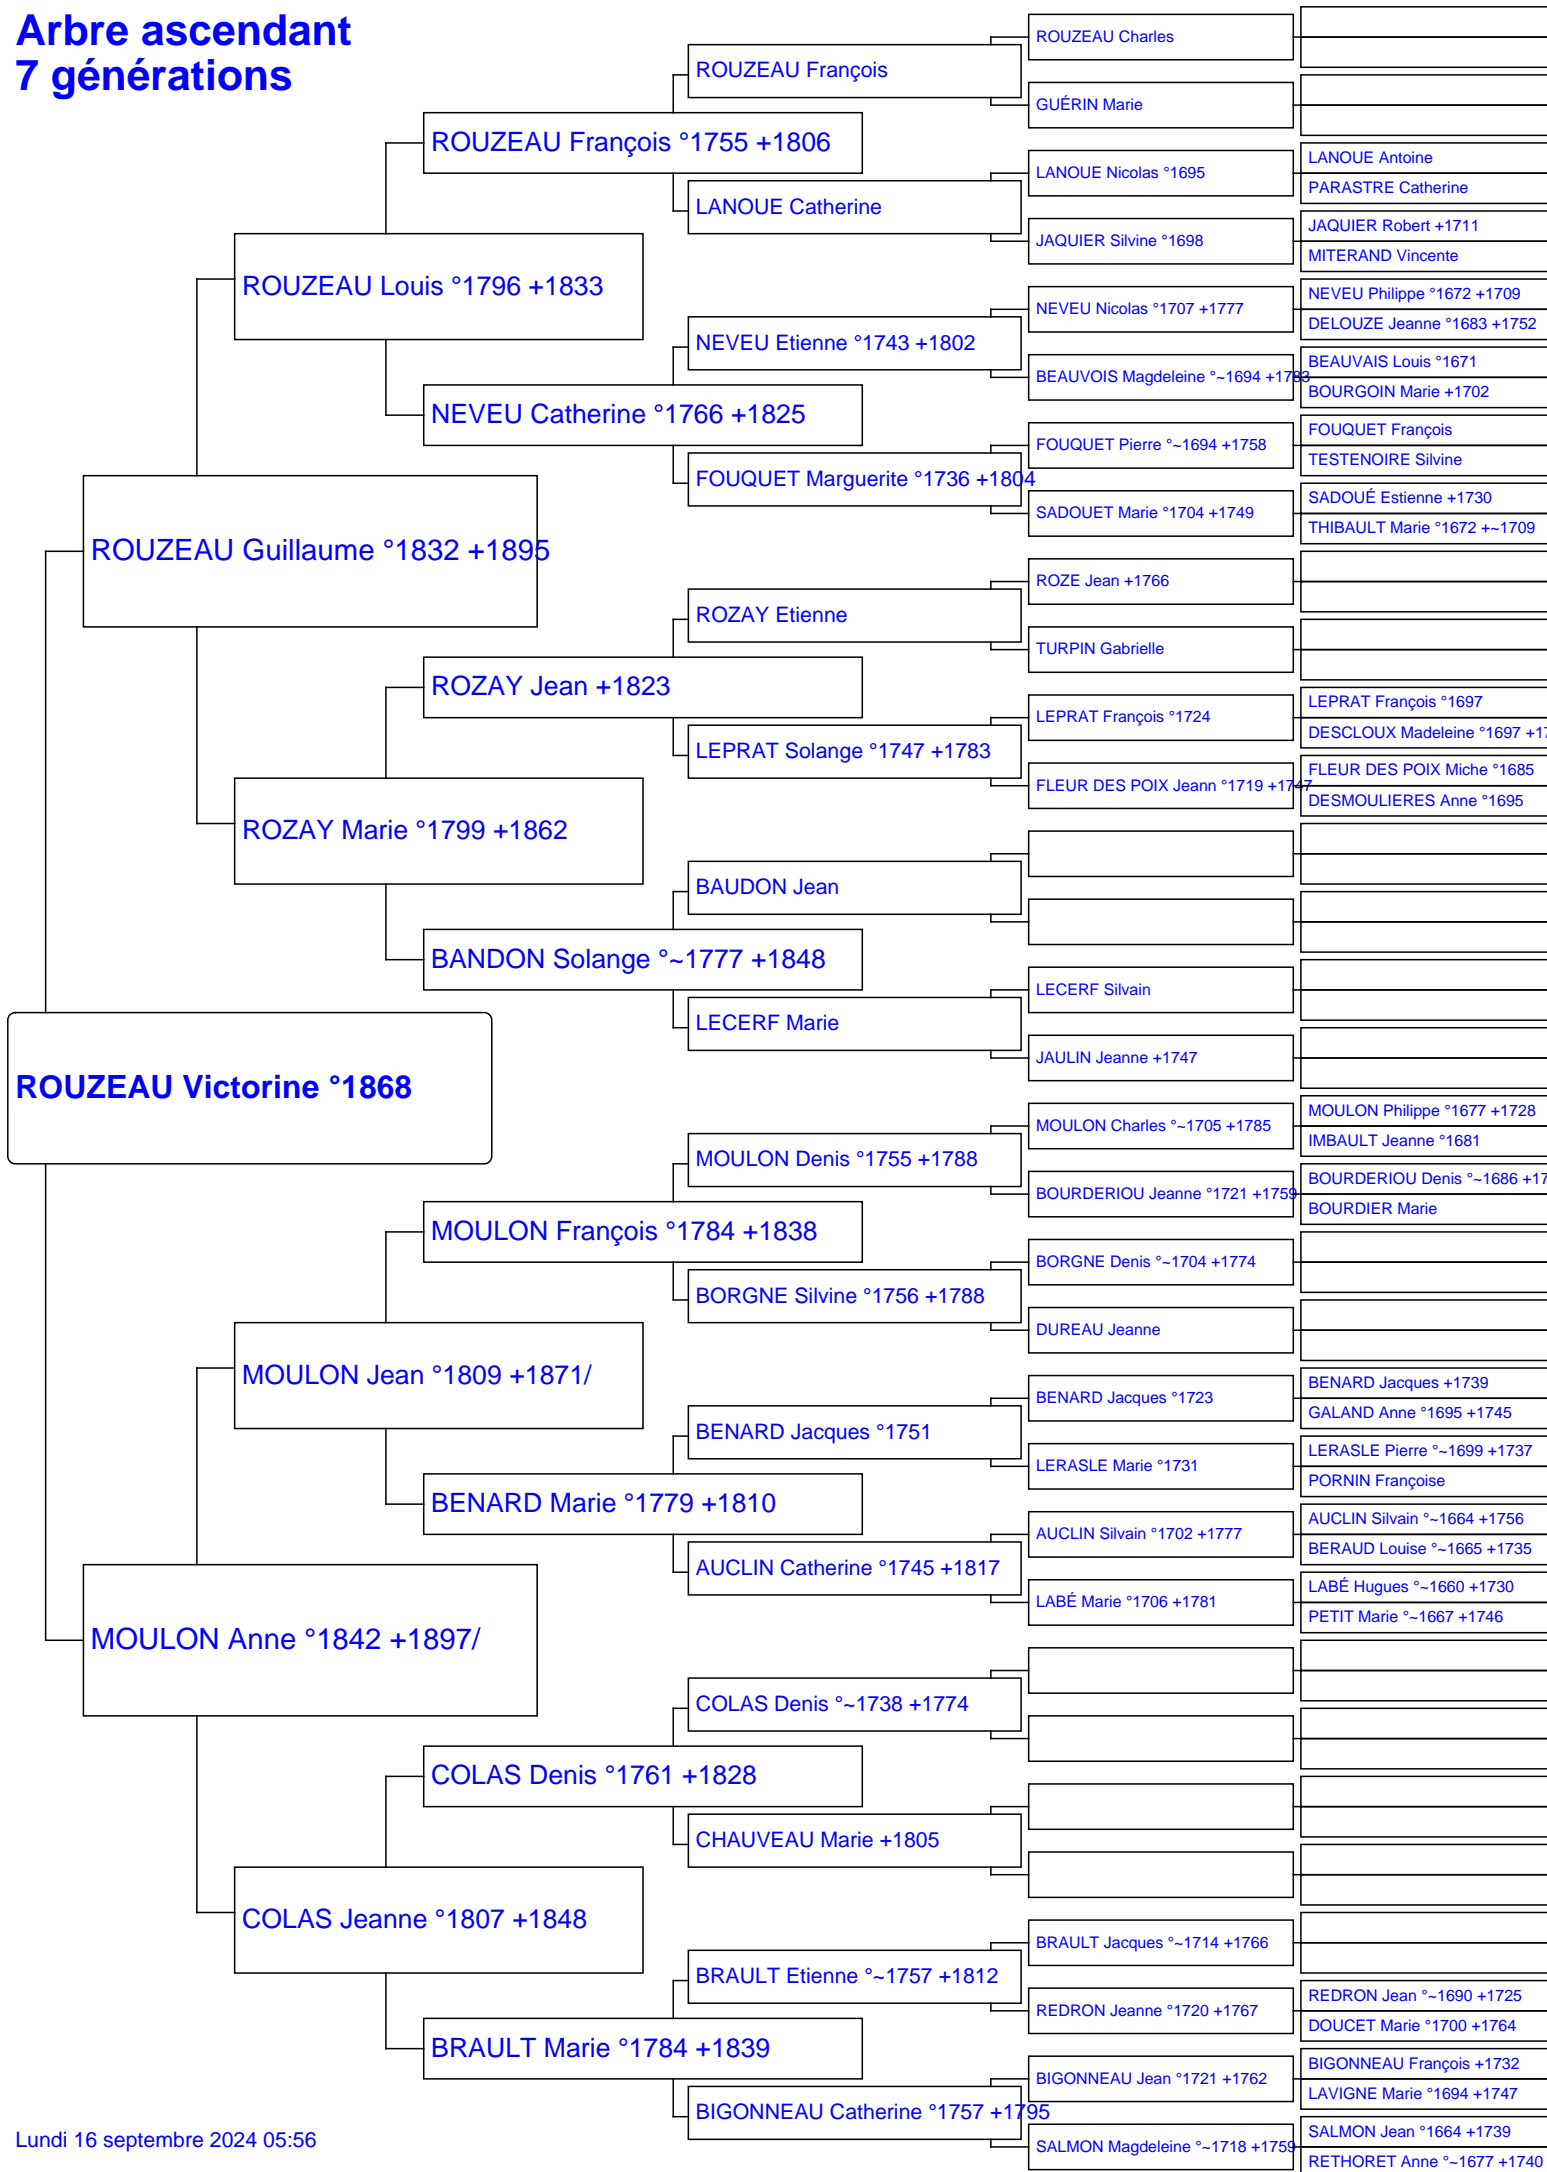 Arbre ascendant
7 générations
ROUZEAU Victorine °1868
ROUZEAU Guillaume °1832 +1895
MOULON Anne °1842 +1897/
ROUZEAU Louis °1796 +1833
ROZAY Marie °1799 +1862
MOULON Jean °1809 +1871/
COLAS Jeanne °1807 +1848
ROUZEAU François °1755 +1806
NEVEU Catherine °1766 +1825
ROZAY Jean +1823
BANDON Solange °~1777 +1848
MOULON François °1784 +1838
BENARD Marie °1779 +1810
COLAS Denis °1761 +1828
BRAULT Marie °1784 +1839
ROUZEAU François
LANOUE Catherine
NEVEU Etienne °1743 +1802
FOUQUET Marguerite °1736 +1804
ROZAY Etienne
LEPRAT Solange °1747 +1783
BAUDON Jean
LECERF Marie
MOULON Denis °1755 +1788
BORGNE Silvine °1756 +1788
BENARD Jacques °1751
AUCLIN Catherine °1745 +1817
COLAS Denis °~1738 +1774
CHAUVEAU Marie +1805
BRAULT Etienne °~1757 +1812
BIGONNEAU Catherine °1757 +1795
ROUZEAU Charles
GUÉRIN Marie
LANOUE Nicolas °1695
JAQUIER Silvine °1698
NEVEU Nicolas °1707 +1777
BEAUVOIS Magdeleine °~1694 +1783
FOUQUET Pierre °~1694 +1758
SADOUET Marie °1704 +1749
ROZE Jean +1766
TURPIN Gabrielle
LEPRAT François °1724
FLEUR DES POIX Jeann °1719 +1747
LECERF Silvain
JAULIN Jeanne +1747
MOULON Charles °~1705 +1785
BOURDERIOU Jeanne °1721 +1759
BORGNE Denis °~1704 +1774
DUREAU Jeanne
BENARD Jacques °1723
LERASLE Marie °1731
AUCLIN Silvain °1702 +1777
LABÉ Marie °1706 +1781
BRAULT Jacques °~1714 +1766
REDRON Jeanne °1720 +1767
BIGONNEAU Jean °1721 +1762
SALMON Magdeleine °~1718 +1759
LANOUE Antoine
PARASTRE Catherine
JAQUIER Robert +1711
MITERAND Vincente
NEVEU Philippe °1672 +1709
DELOUZE Jeanne °1683 +1752
BEAUVAIS Louis °1671
BOURGOIN Marie +1702
FOUQUET François
TESTENOIRE Silvine
SADOUÉ Estienne +1730
THIBAULT Marie °1672 +~1709
LEPRAT François °1697
DESCLOUX Madeleine °1697 +17
FLEUR DES POIX Miche °1685
DESMOULIERES Anne °1695
MOULON Philippe °1677 +1728
IMBAULT Jeanne °1681
BOURDERIOU Denis °~1686 +17
BOURDIER Marie
BENARD Jacques +1739
GALAND Anne °1695 +1745
LERASLE Pierre °~1699 +1737
PORNIN Françoise
AUCLIN Silvain °~1664 +1756
BERAUD Louise °~1665 +1735
LABÉ Hugues °~1660 +1730
PETIT Marie °~1667 +1746
REDRON Jean °~1690 +1725
DOUCET Marie °1700 +1764
BIGONNEAU François +1732
LAVIGNE Marie °1694 +1747
SALMON Jean °1664 +1739
RETHORET Anne °~1677 +1740
Lundi 16 septembre 2024 05:56